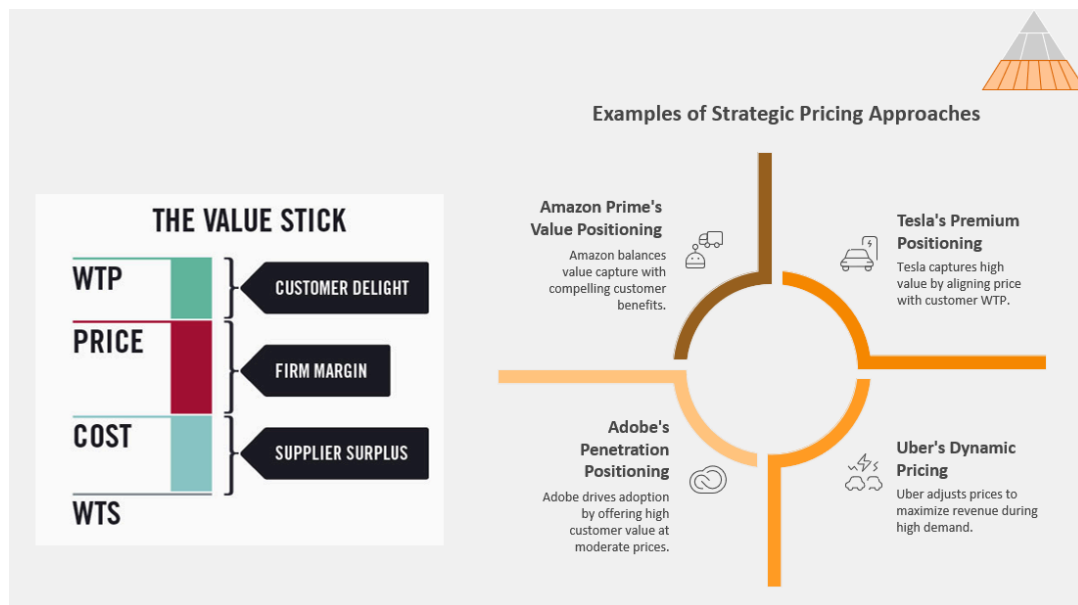 Examples of Strategic Pricing Approaches
THE VALUE STICK
WTP
CUSTOMER DELIGHT
PRICE
FIRM MARGIN
COST
SUPPLIER SURPLUS
WTS
Amazon Prime's
Value Positioning
Amazon balances
value capture with
compelling customer
benefits.
Tesla's Premium
Positioning
Tesla captures high
value by aligning price
with customer WTP.
Adobe's
Penetration
Positioning
Adobe drives adoption
by offering high
customer value at
moderate prices.
Uber's Dynamic
Pricing
Uber adjusts prices to
maximize revenue during
high demand.